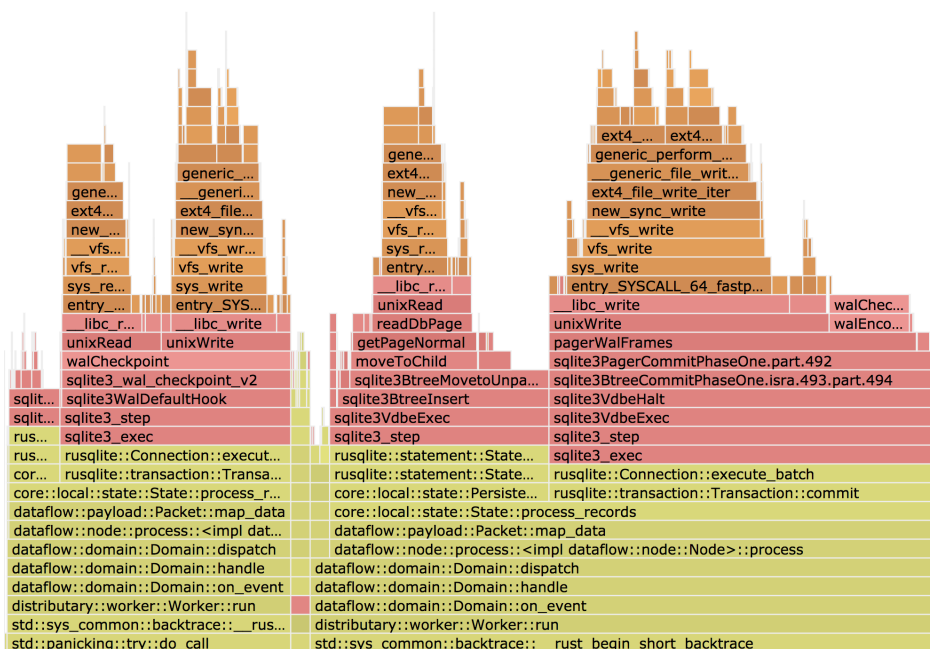 ext4_... ext4...
gene... generic_perform_...
generic_... ext4... __generic_file_writ...
gene... __generi... new_... ext4_file_write_iter
ext4... ext4_file... __vfs... new_sync_write
new_... new_syn... vfs_r... __vfs_write
__vfs... __vfs_wr... sys_r... vfs_write
vfs_r... vfs_write entry... sys_write
sys_re... sys_write __libc_r... entry_SYSCALL_64_fastp...
entry_... entry_SYS... unixRead __libc_write walChec...
__libc_r... __libc_write readDbPage unixWrite walEnco...
unixRead unixWrite getPageNormal pagerWalFrames
walCheckpoint moveToChild sqlite3PagerCommitPhaseOne.part.492
sqlite3_wal_checkpoint_v2 sqlite3BtreeMovetoUnpa... sqlite3BtreeCommitPhaseOne.isra.493.part.494
sqlit... sqlite3WalDefaultHook sqlite3BtreeInsert sqlite3VdbeHalt
sqlit... sqlite3_step sqlite3VdbeExec sqlite3VdbeExec
rus... sqlite3_exec sqlite3_step sqlite3_step
rus... rusqlite::Connection::execut... rusqlite::statement::State... sqlite3_exec
cor... rusqlite::transaction::Transa... rusqlite::statement::State... rusqlite::Connection::execute_batch
core::local::state::State::process_r... core::local::state::Persiste... rusqlite::transaction::Transaction::commit
dataflow::payload::Packet::map_data core::local::state::State::process_records
dataflow::node::process::<impl dat... dataflow::payload::Packet::map_data
dataflow::domain::Domain::dispatch dataflow::node::process::<impl dataflow::node::Node>::process
dataflow::domain::Domain::handle dataflow::domain::Domain::dispatch
dataflow::domain::Domain::on_event dataflow::domain::Domain::handle
distributary::worker::Worker::run dataflow::domain::Domain::on_event
std::sys_common::backtrace::__rus... distributary::worker::Worker::run
std::panicking::try::do_call std::sys_common::backtrace::__rust_begin_short_backtrace